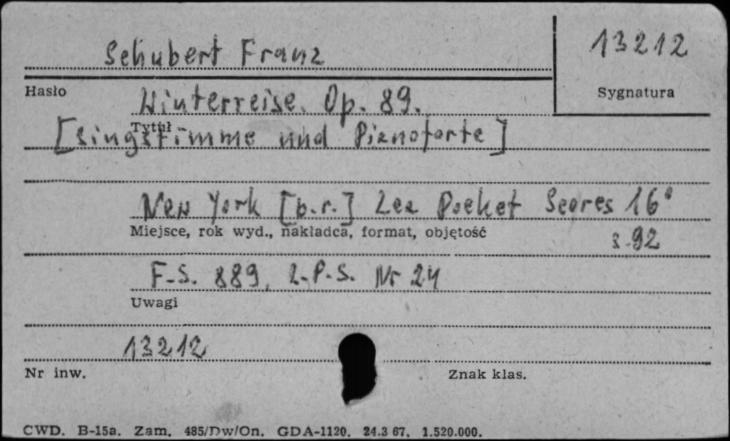 Schubert Franz
13212
Hasło
Sygnatura
Winterreise. Op. 89.
Tytuł
[Singstimme und Pianoforte]
New York [b.r.] Lea Pocket Scores 16°
Miejsce, rok wyd., nakładca, format, objętość
s. 92
F.S. 889, L.P.S. Nr 24
Uwagi
13212
Nr inw.
Znak klas.
CWD. B-15a. Zam. 485/Dw/On. GDA-1120. 24.3 67. 1.520.000.